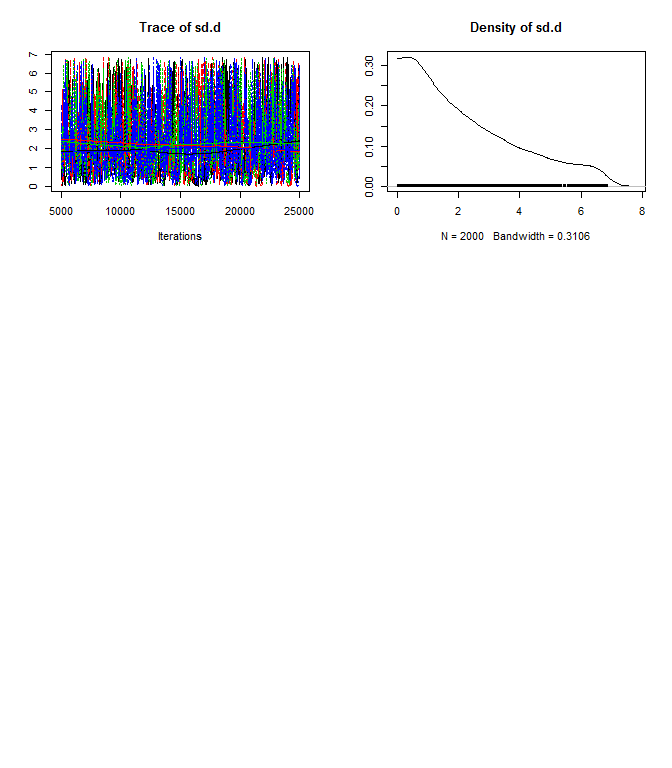 Trace of sd.d
7
6
5
4
3
2
1
0
5000 10000 15000 20000 25000
Iterations
Density of sd.d
0.30
0.20
0.10
0.00
0 2 4 6 8
N = 2000 Bandwidth = 0.3106